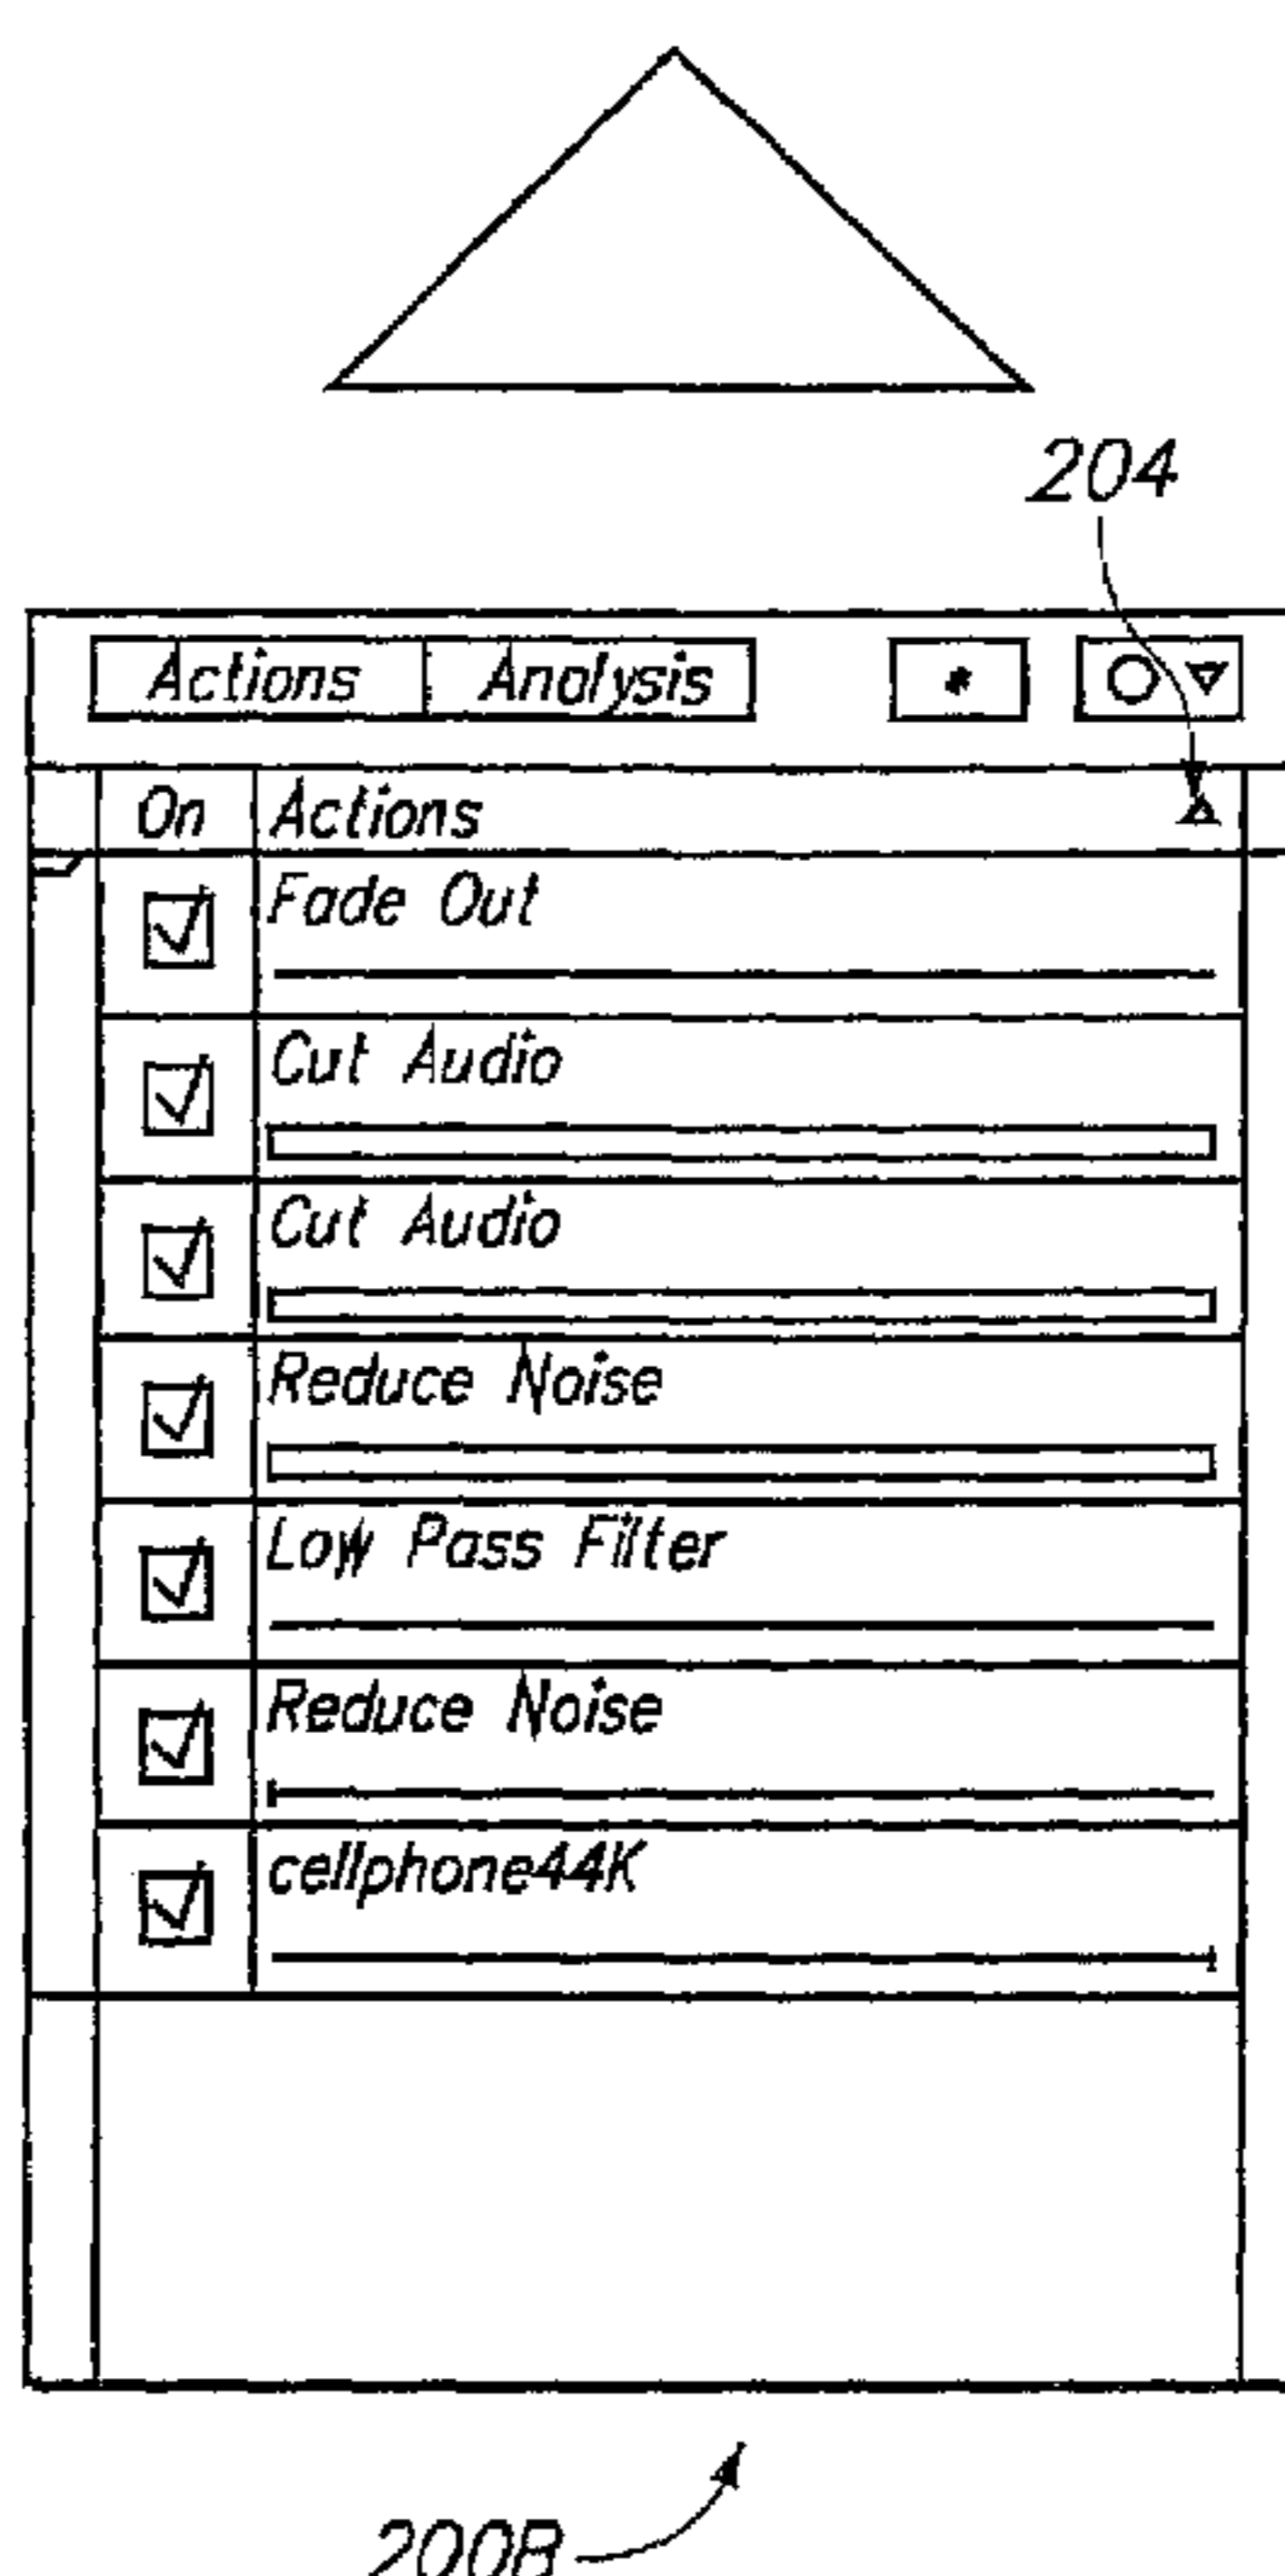 204
Actions Analysis
On Actions
Fade Out
Cut Audio
Cut Audio
Reduce Noise
Low Pass Filter
Reduce Noise
cellphone44K
200B